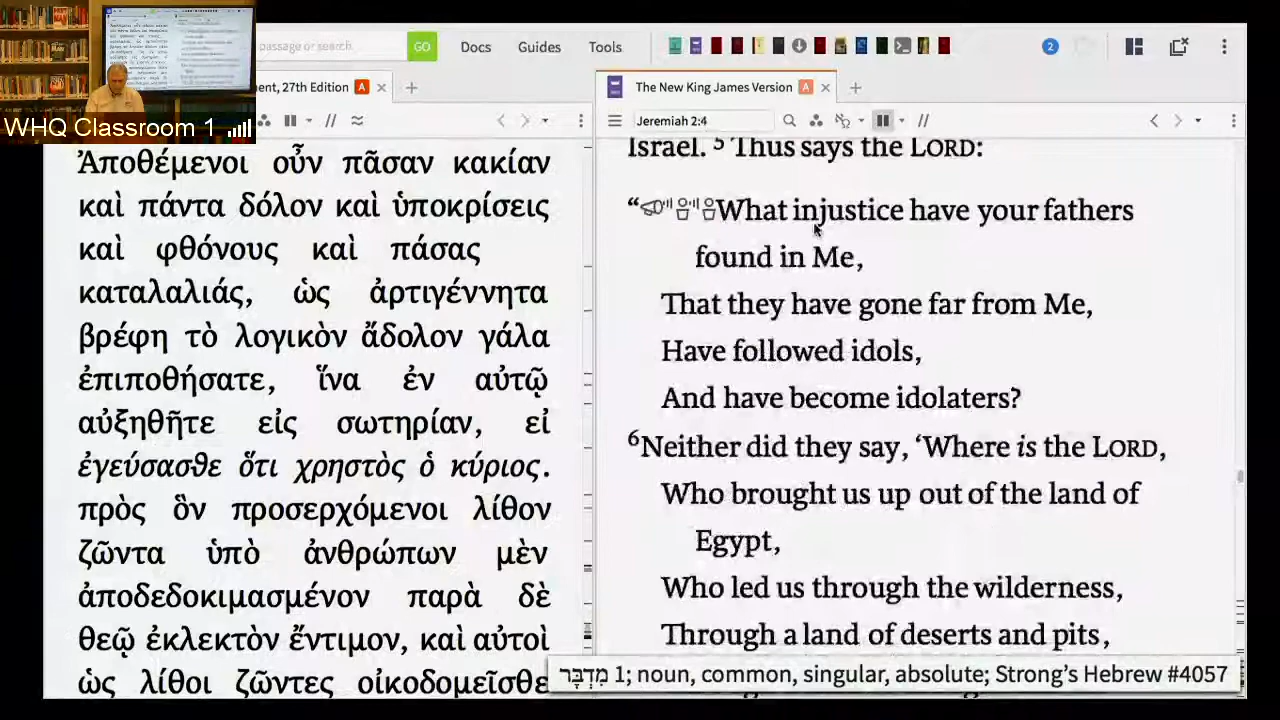 WHQ Classroom 1
passage or search
GO
Docs
Guides
Tools
2
ent, 27th Edition A
The New King James Version A
Jeremiah 2:4
Ἀποθέμενοι οὖν πᾶσαν κακίαν
καὶ πάντα δόλον καὶ ὑποκρίσεις
καὶ φθόνους καὶ πάσας
καταλαλιάς, ὡς ἀρτιγέννητα
βρέφη τὸ λογικὸν ἄδολον γάλα
ἐπιποθήσατε, ἵνα ἐν αὐτῷ
αὐξηθῆτε εἰς σωτηρίαν, εἰ
ἐγεύσασθε ὅτι χρηστὸς ὁ κύριος.
πρὸς ὃν προσερχόμενοι λίθον
ζῶντα ὑπὸ ἀνθρώπων μὲν
ἀποδεδοκιμασμένον παρὰ δὲ
θεῷ ἐκλεκτὸν ἔντιμον, καὶ αὐτοὶ
ὡς λίθοι ζῶντες οἰκοδομεῖσθε
Israel. 5 Thus says the LORD:
“What injustice have your fathers
found in Me,
That they have gone far from Me,
Have followed idols,
And have become idolaters?
6Neither did they say, ‘Where is the LORD,
Who brought us up out of the land of
Egypt,
Who led us through the wilderness,
Through a land of deserts and pits,
מִדְבָּר 1; noun, common, singular, absolute; Strong’s Hebrew #4057